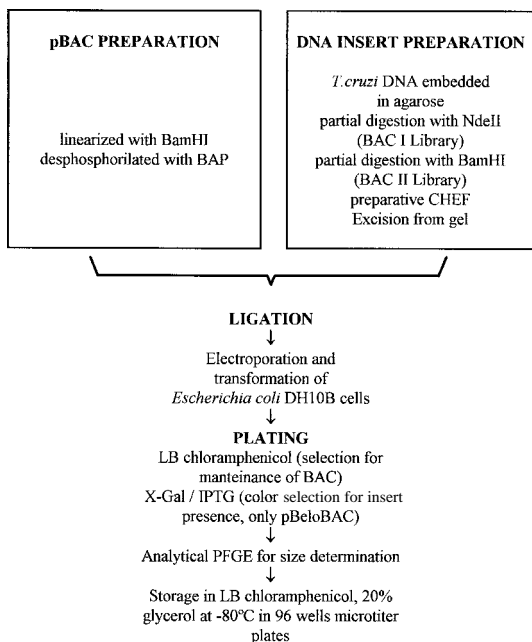 pBAC PREPARATION
linearized with BamHI
desphosphorilated with BAP
DNA INSERT PREPARATION
T.cruzi DNA embedded
in agarose
partial digestion with NdeII
(BAC I Library)
partial digestion with BamHI
(BAC II Library)
preparative CHEF
Excision from gel
LIGATION
↓
Electroporation and
transformation of
Escherichia coli DH10B cells
↓
PLATING
LB chloramphenicol (selection for
manteinance of BAC)
X-Gal / IPTG (color selection for insert
presence, only pBeloBAC)
↓
Analytical PFGE for size determination
↓
Storage in LB chloramphenicol, 20%
glycerol at -80ºC in 96 wells microtiter
plates